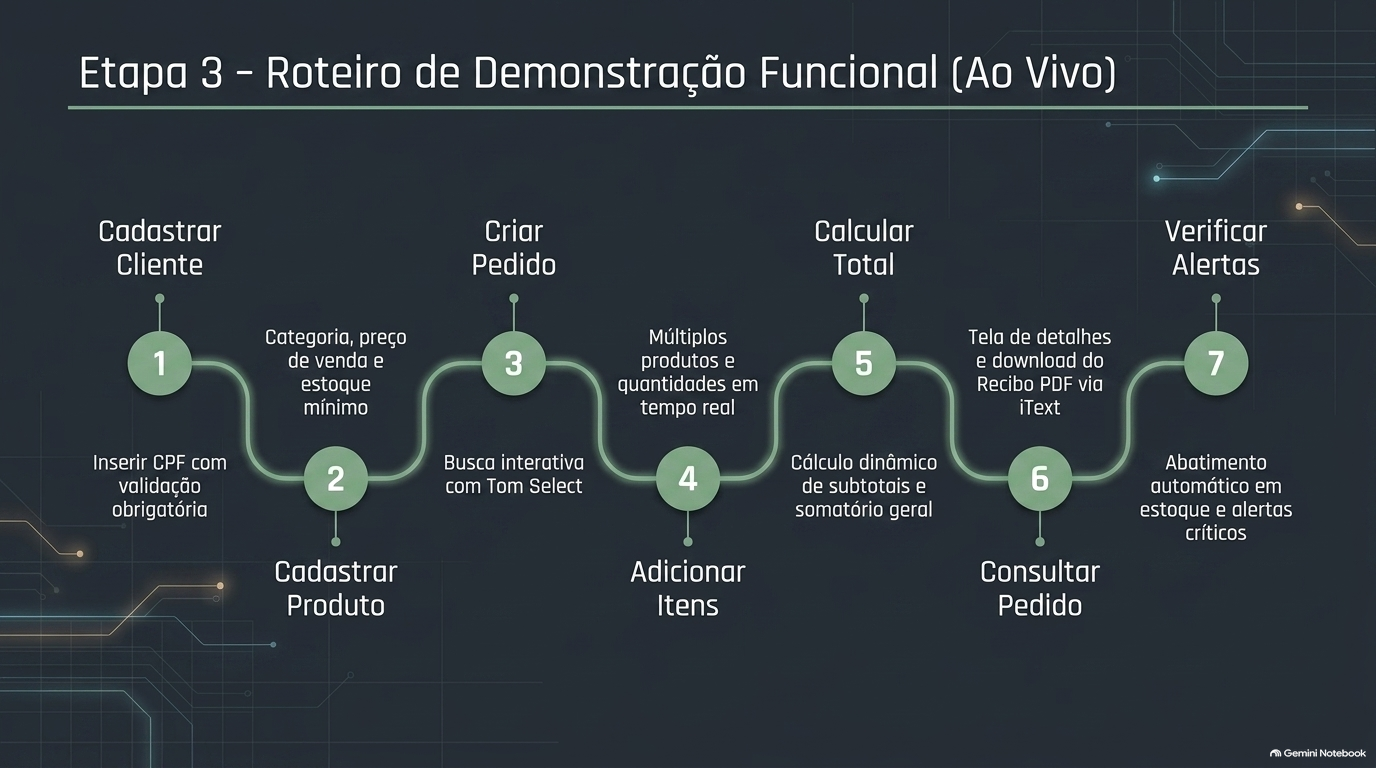 Etapa 3 – Roteiro de Demonstração Funcional (Ao Vivo)
Cadastrar
Cliente
1
Inserir CPF com
validação
obrigatória
Categoria, preço
de venda e
estoque
mínimo
2
Cadastrar
Produto
Criar
Pedido
3
Busca interativa
com Tom Select
Múltiplos
produtos e
quantidades em
tempo real
4
Adicionar
Itens
Calcular
Total
5
Cálculo dinâmico
de subtotais e
somatório geral
Tela de detalhes
e download do
Recibo PDF via
iText
6
Consultar
Pedido
Verificar
Alertas
7
Abatimento
automático em
estoque e alertas
críticos
Gemini Notebook